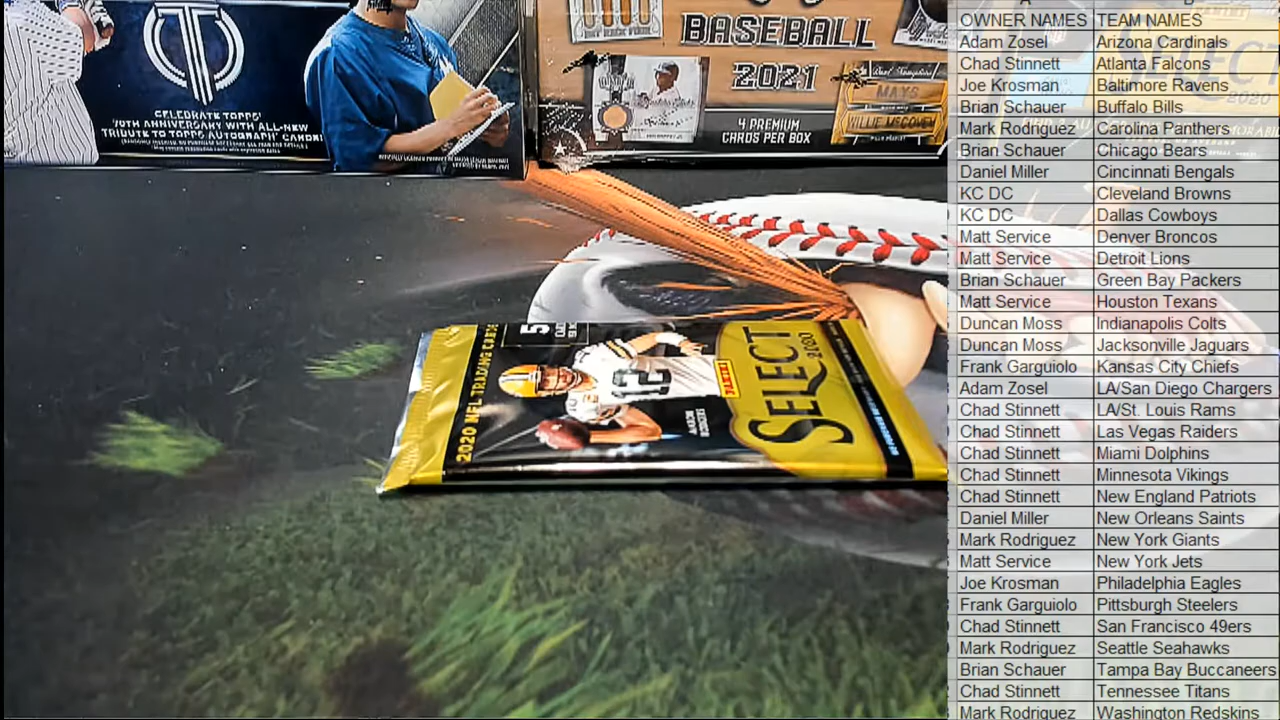 CELEBRATE TOPPS'
70TH ANNIVERSARY WITH ALL-NEW
TRIBUTE TO TOPPS AUTOGRAPH CARDS!
BASEBALL
2021
MAYS
WILLIE McCOVEY
4 PREMIUM
CARDS PER BOX
2020 NFL TRADING CARDS
5
12
AARON
RODGERS
PANINI
SELECT
2020
OWNER NAMES TEAM NAMES
Adam Zosel Arizona Cardinals
Chad Stinnett Atlanta Falcons
Joe Krosman Baltimore Ravens
Brian Schauer Buffalo Bills
Mark Rodriguez Carolina Panthers
Brian Schauer Chicago Bears
Daniel Miller Cincinnati Bengals
KC DC Cleveland Browns
KC DC Dallas Cowboys
Matt Service Denver Broncos
Matt Service Detroit Lions
Brian Schauer Green Bay Packers
Matt Service Houston Texans
Duncan Moss Indianapolis Colts
Duncan Moss Jacksonville Jaguars
Frank Garguiolo Kansas City Chiefs
Adam Zosel LA/San Diego Chargers
Chad Stinnett LA/St. Louis Rams
Chad Stinnett Las Vegas Raiders
Chad Stinnett Miami Dolphins
Chad Stinnett Minnesota Vikings
Chad Stinnett New England Patriots
Daniel Miller New Orleans Saints
Mark Rodriguez New York Giants
Matt Service New York Jets
Joe Krosman Philadelphia Eagles
Frank Garguiolo Pittsburgh Steelers
Chad Stinnett San Francisco 49ers
Mark Rodriguez Seattle Seahawks
Brian Schauer Tampa Bay Buccaneers
Chad Stinnett Tennessee Titans
Mark Rodriguez Washington Redskins